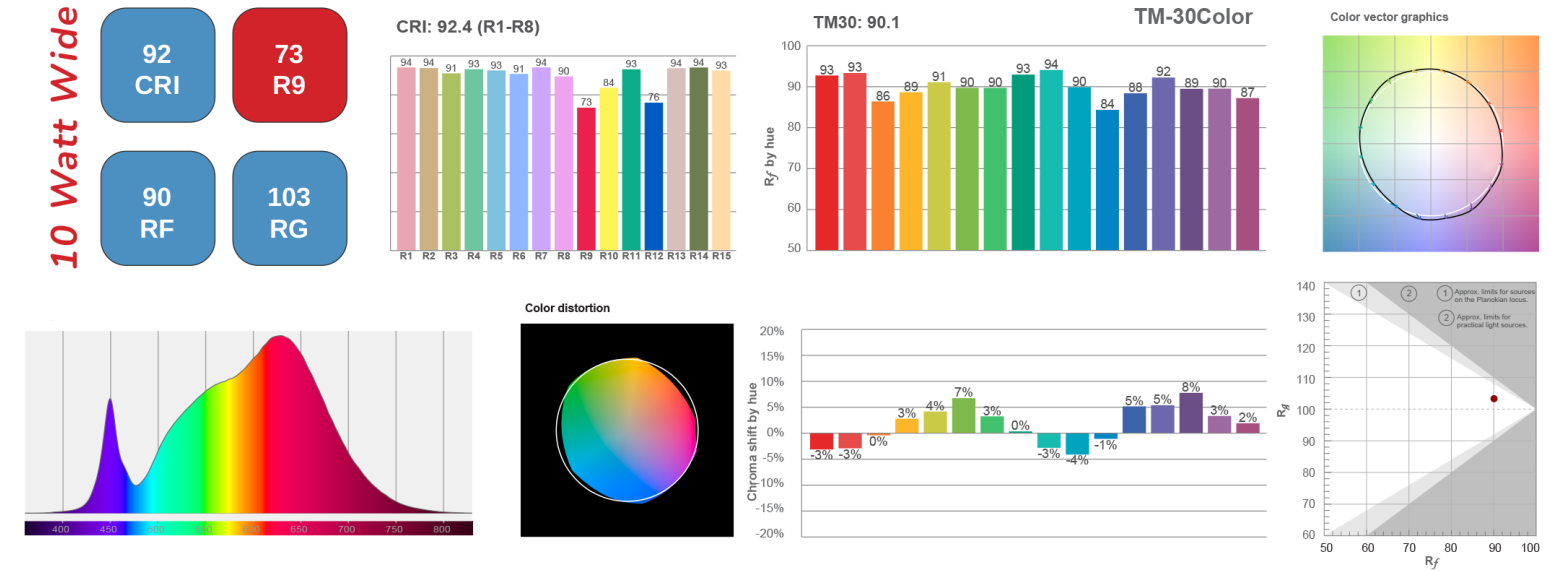 10 Watt Wide
92
CRI
73
R9
90
RF
103
RG
CRI: 92.4 (R1-R8)
94 94 91 93 93 91 94 90 73 84 93 76 94 94 93
R1 R2 R3 R4 R5 R6 R7 R8 R9 R10 R11 R12 R13 R14 R15
TM30: 90.1
TM-30Color
Rf by hue
100
90
80
70
60
50
93 93 86 89 91 90 90 93 94 90 84 88 92 89 90 87
Color vector graphics
400 450 500 550 600 650 700 750 800
Color distortion
Chroma shift by hue
20%
15%
10%
5%
0%
-5%
-10%
-15%
-20%
-3% -3% 0% 3% 4% 7% 3% 0% -3% -4% -1% 5% 5% 8% 3% 2%
Rg
140
130
120
110
100
90
80
70
60
1
2
1 Approx. limits for sources
on the Planckian locus.
2 Approx. limits for
practical light sources.
50 60 70 80 90 100
Rf